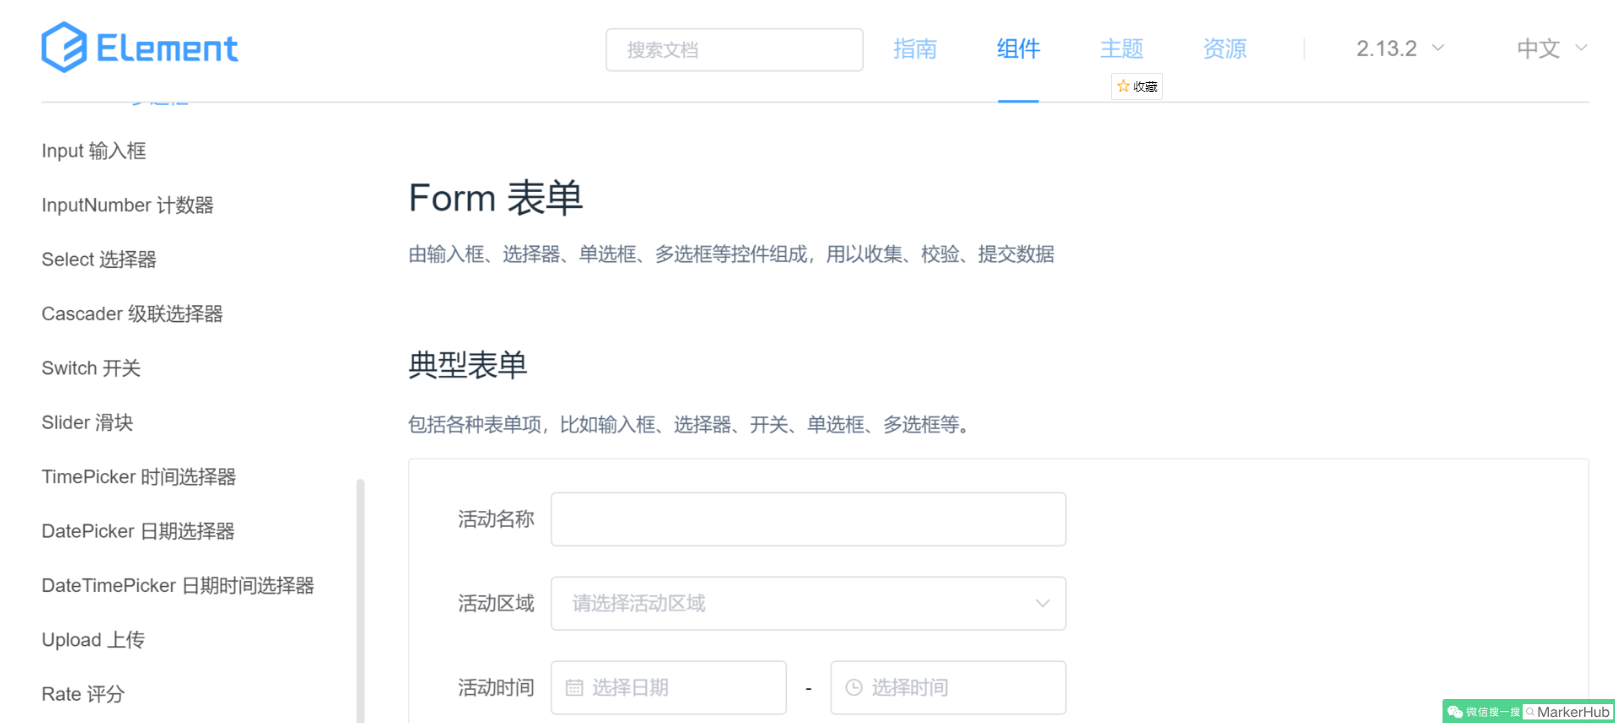 Element
搜索文档
指南
组件
主题
资源
2.13.2
中文
收藏
Input 输入框
InputNumber 计数器
Select 选择器
Cascader 级联选择器
Switch 开关
Slider 滑块
TimePicker 时间选择器
DatePicker 日期选择器
DateTimePicker 日期时间选择器
Upload 上传
Rate 评分
Form 表单
由输入框、选择器、单选框、多选框等控件组成，用以收集、校验、提交数据
典型表单
包括各种表单项，比如输入框、选择器、开关、单选框、多选框等。
活动名称
活动区域
请选择活动区域
活动时间
选择日期
-
选择时间
微信搜一搜
MarkerHub